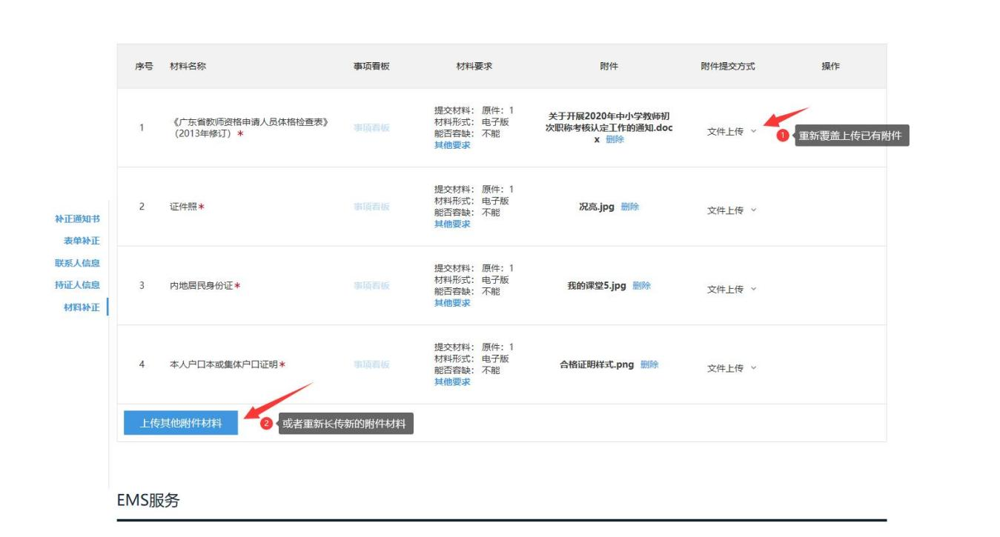 序号 材料名称 事项看板 材料要求 附件 附件提交方式 操作
1
《广东省教师资格申请人员体格检查表》
（2013年修订）*
事项看板
提交材料： 原件：1
材料形式： 电子版
能否容缺： 不能
其他要求
关于开展2020年中小学教师初
次职称考核认定工作的通知.doc
x 删除
文件上传
1 重新覆盖上传已有附件
2
证件照*
事项看板
提交材料： 原件：1
材料形式： 电子版
能否容缺： 不能
其他要求
况亮.jpg 删除
文件上传
补正通知书
表单补正
联系人信息
持证人信息
材料补正
3
内地居民身份证*
事项看板
提交材料： 原件：1
材料形式： 电子版
能否容缺： 不能
其他要求
我的课堂5.jpg 删除
文件上传
4
本人户口本或集体户口证明*
事项看板
提交材料： 原件：1
材料形式： 电子版
能否容缺： 不能
其他要求
合格证明样式.png 删除
文件上传
上传其他附件材料
2 或者重新长传新的附件材料
EMS服务